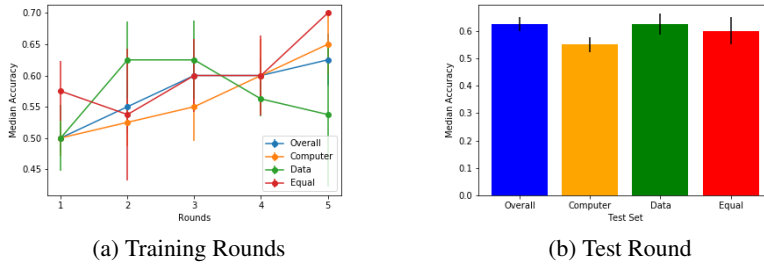 0.70
0.65
0.60
0.55
0.50
0.45
Median Accuracy
1 2 3 4 5
Rounds
Overall
Computer
Data
Equal
(a) Training Rounds
0.6
0.5
0.4
0.3
0.2
0.1
0.0
Median Accuracy
Overall Computer Data Equal
Test Set
(b) Test Round